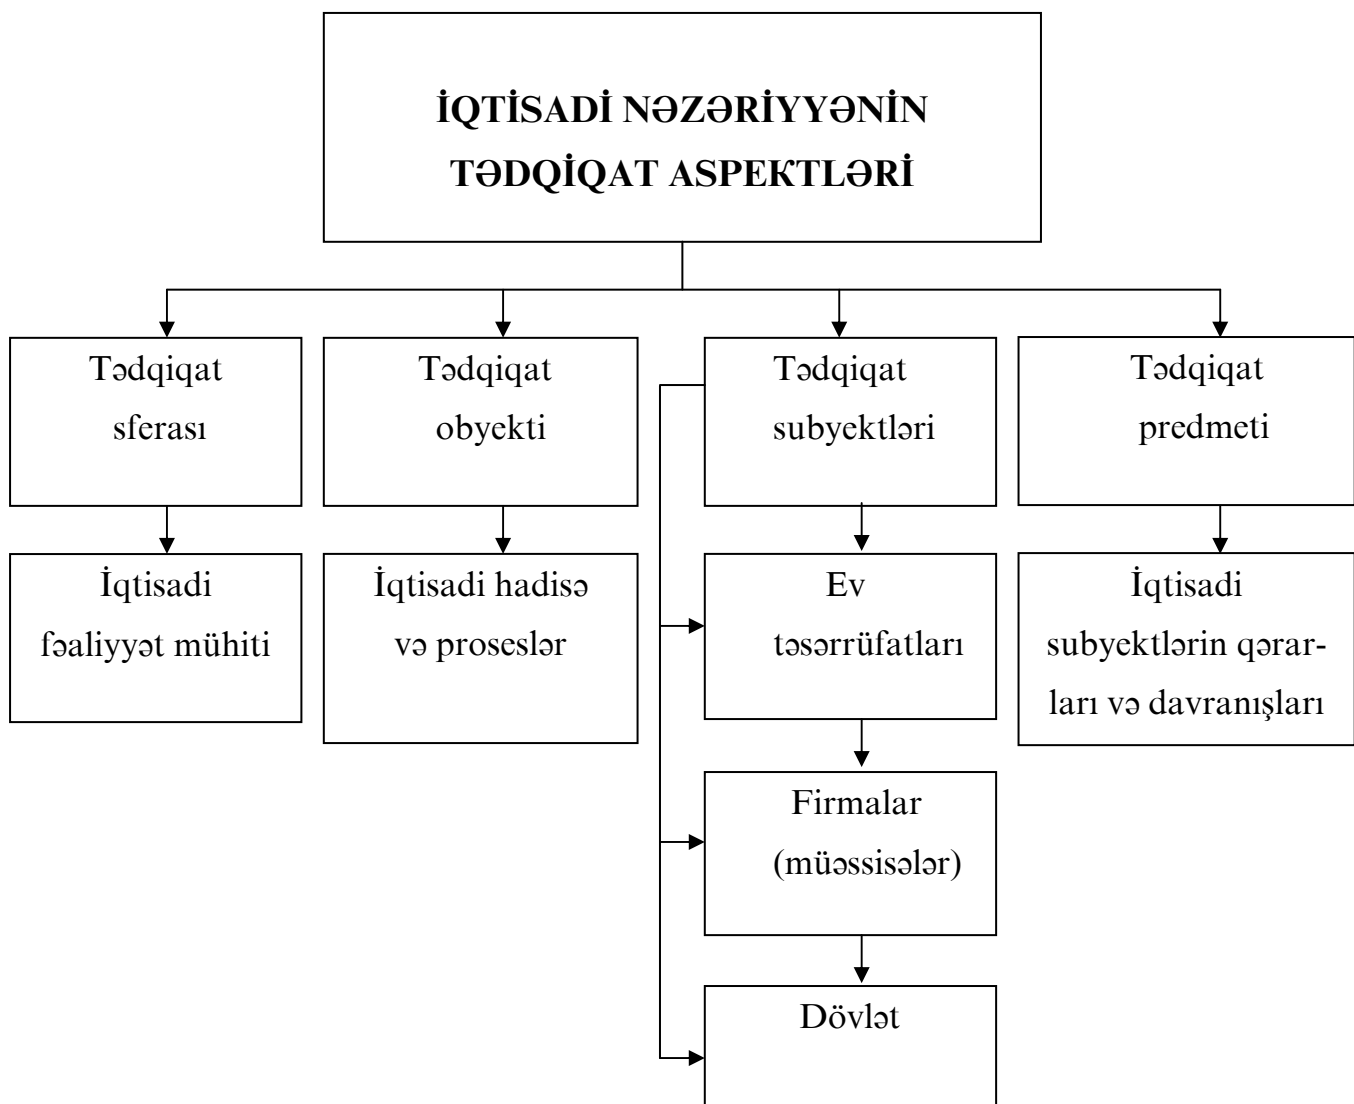 İQTİSADİ NƏZƏRİYYƏNİN
TƏDQİQAT ASPEKTLƏRİ
Tədqiqat
sferası
Tədqiqat
obyekti
Tədqiqat
subyektləri
Tədqiqat
predmeti
İqtisadi
fəaliyyət mühiti
İqtisadi hadisə
və proseslər
Ev
təsərrüfatları
İqtisadi
subyektlərin qərar-
ları və davranışları
Firmalar
(müəssisələr)
Dövlət